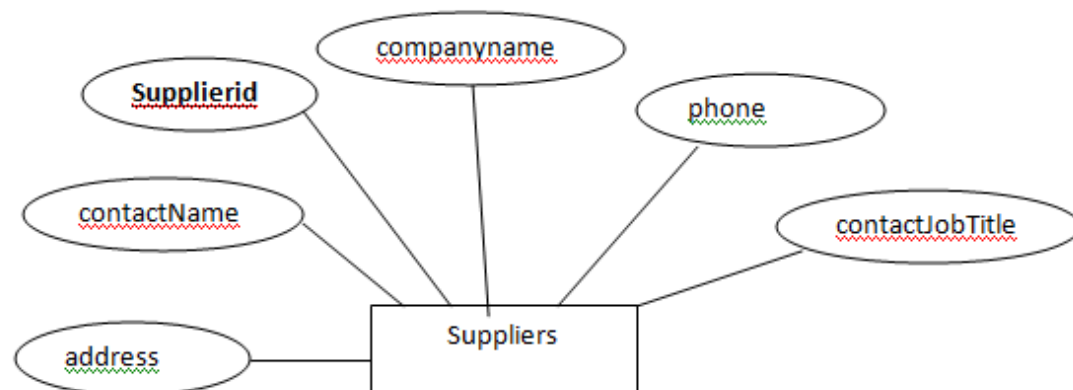 companyname
Supplierid
phone
contactName
contactJobTitle
Suppliers
address